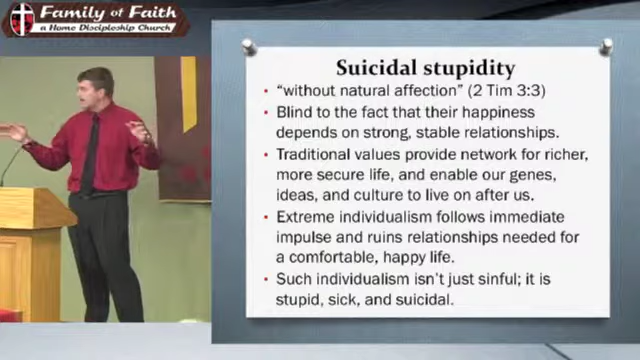 Family of Faith
a Home Discipleship Church
Suicidal stupidity
• “without natural affection” (2 Tim 3:3)
• Blind to the fact that their happiness
depends on strong, stable relationships.
• Traditional values provide network for richer,
more secure life, and enable our genes,
ideas, and culture to live on after us.
• Extreme individualism follows immediate
impulse and ruins relationships needed for
a comfortable, happy life.
• Such individualism isn’t just sinful; it is
stupid, sick, and suicidal.